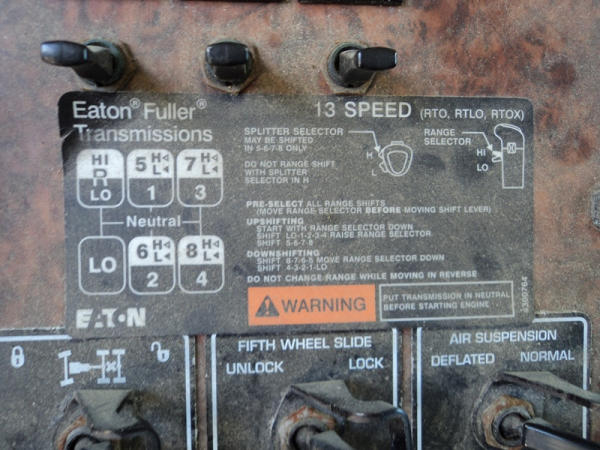 Eaton® Fuller®
Transmissions
13 SPEED (RTO, RTLO, RTOX)
HI
R
LO
5 H
L
1
7 H
L
3
Neutral
LO
6 H
L
2
8 H
L
4
EATON
SPLITTER SELECTOR
MAY BE SHIFTED
IN 5-6-7-8 ONLY
DO NOT RANGE SHIFT
WITH SPLITTER
SELECTOR IN H
H
L
RANGE
SELECTOR
HI
LO
PRE-SELECT ALL RANGE SHIFTS
(MOVE RANGE SELECTOR BEFORE MOVING SHIFT LEVER)
UPSHIFTING
START WITH RANGE SELECTOR DOWN
SHIFT LO-1-2-3-4 RAISE RANGE SELECTOR
SHIFT 5-6-7-8
DOWNSHIFTING
SHIFT 8-7-6-5 MOVE RANGE SELECTOR DOWN
SHIFT 4-3-2-1-LO
DO NOT CHANGE RANGE WHILE MOVING IN REVERSE
WARNING
PUT TRANSMISSION IN NEUTRAL
BEFORE STARTING ENGINE
FIFTH WHEEL SLIDE
UNLOCK LOCK
AIR SUSPENSION
DEFLATED NORMAL